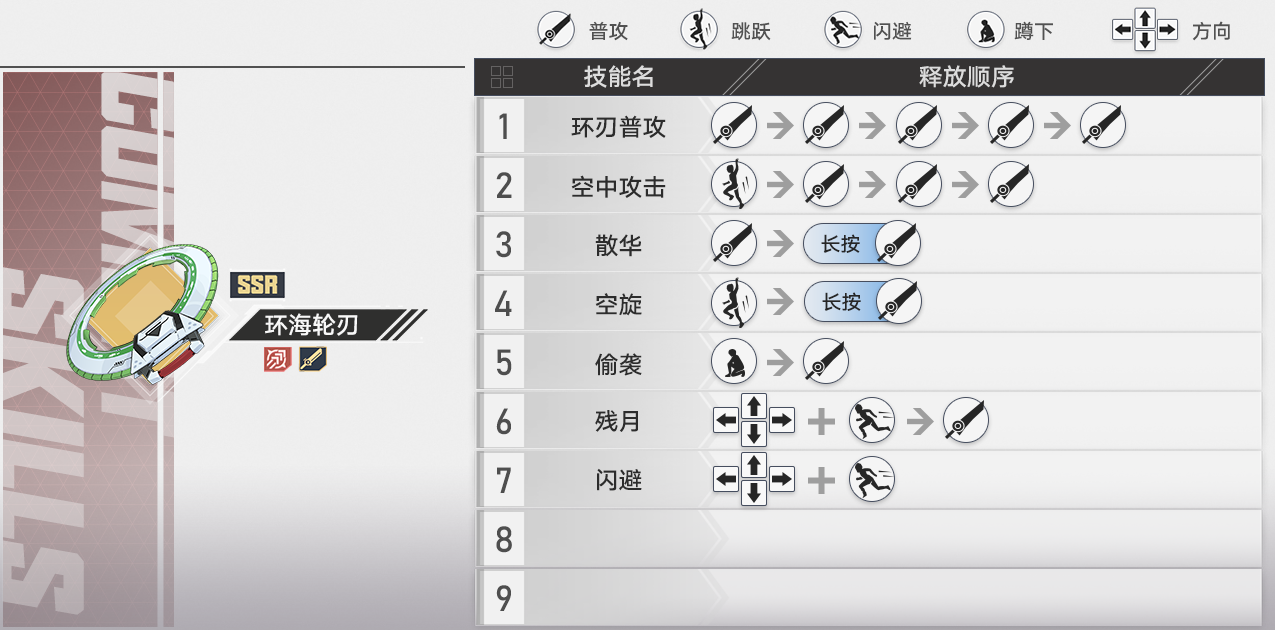 普攻 跳跃 闪避 蹲下 方向
技能名 释放顺序
COMBAT
SKILLS
SSR
环海轮刃
1 环刃普攻
2 空中攻击
3 散华 长按
4 空旋 长按
5 偷袭
6 残月
7 闪避
8
9